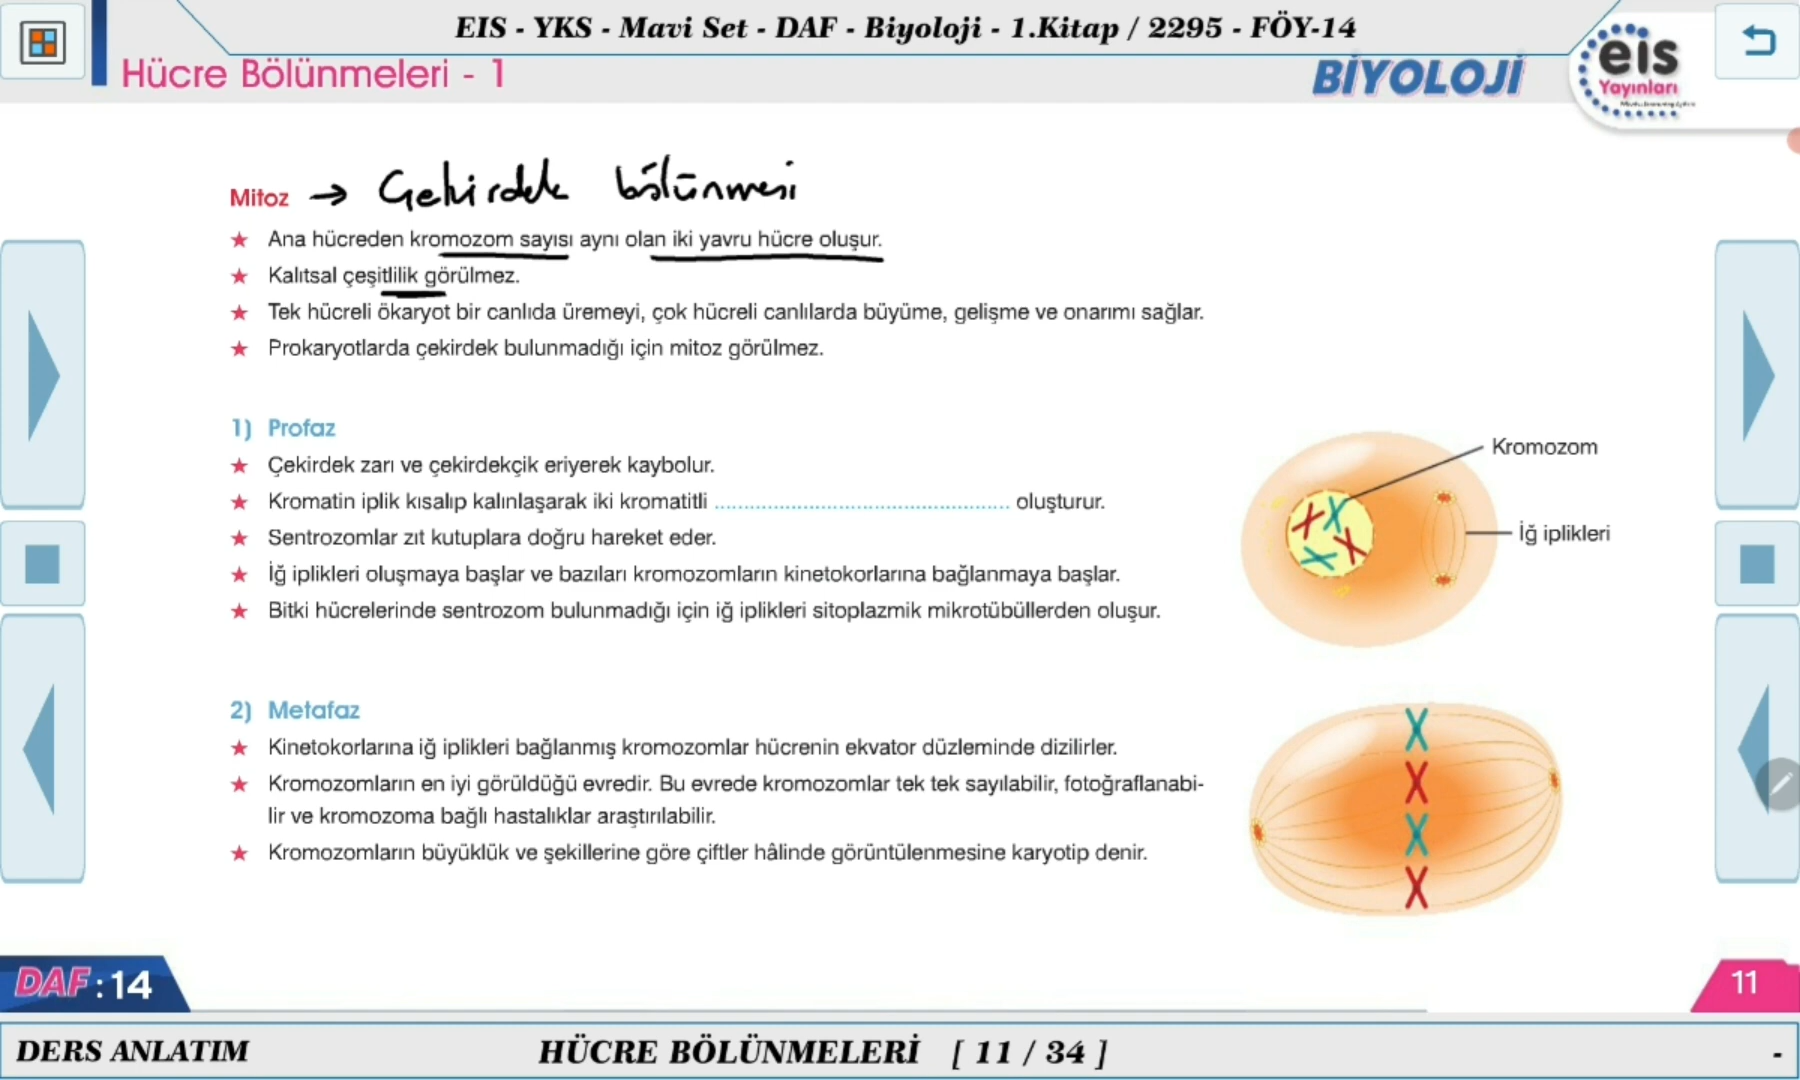 EIS - YKS - Mavi Set - DAF - Biyoloji - 1.Kitap / 2295 - FÖY-14
Hücre Bölünmeleri - 1
BİYOLOJİ
eis
Yayınları
Mitoz → Çekirdek bölünmesi
★ Ana hücreden kromozom sayısı aynı olan iki yavru hücre oluşur.
★ Kalıtsal çeşitlilik görülmez.
★ Tek hücreli ökaryot bir canlıda üremeyi, çok hücreli canlılarda büyüme, gelişme ve onarımı sağlar.
★ Prokaryotlarda çekirdek bulunmadığı için mitoz görülmez.
1) Profaz
★ Çekirdek zarı ve çekirdekçik eriyerek kaybolur.
★ Kromatin iplik kısalıp kalınlaşarak iki kromatitli ................................................ oluşturur.
★ Sentrozomlar zıt kutuplara doğru hareket eder.
★ İğ iplikleri oluşmaya başlar ve bazıları kromozomların kinetokorlarına bağlanmaya başlar.
★ Bitki hücrelerinde sentrozom bulunmadığı için iğ iplikleri sitoplazmik mikrotübüllerden oluşur.
Kromozom
İğ iplikleri
2) Metafaz
★ Kinetokorlarına iğ iplikleri bağlanmış kromozomlar hücrenin ekvator düzleminde dizilirler.
★ Kromozomların en iyi görüldüğü evredir. Bu evrede kromozomlar tek tek sayılabilir, fotoğraflanabi-
lir ve kromozoma bağlı hastalıklar araştırılabilir.
★ Kromozomların büyüklük ve şekillerine göre çiftler hâlinde görüntülenmesine karyotip denir.
DAF : 14
11
DERS ANLATIM
HÜCRE BÖLÜNMELERİ [ 11 / 34 ]
-